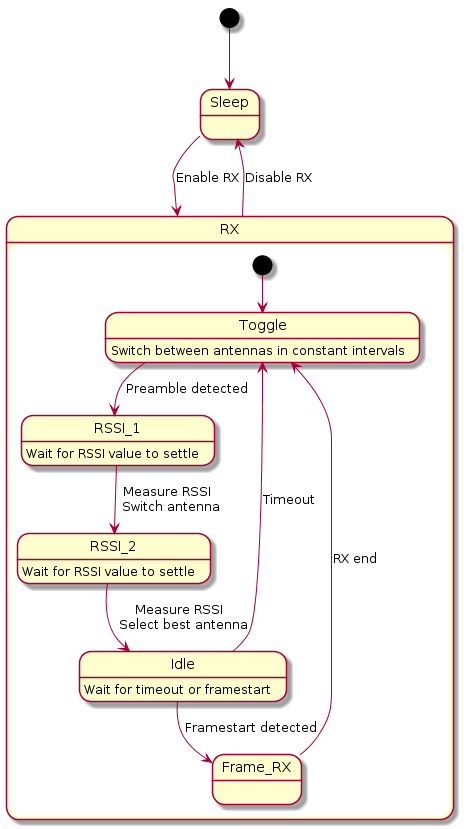 Sleep
Enable RX
Disable RX
RX
Toggle
Switch between antennas in constant intervals
Preamble detected
RSSI_1
Wait for RSSI value to settle
Measure RSSI
Switch antenna
Timeout
RSSI_2
Wait for RSSI value to settle
RX end
Measure RSSI
Select best antenna
Idle
Wait for timeout or framestart
Framestart detected
Frame_RX